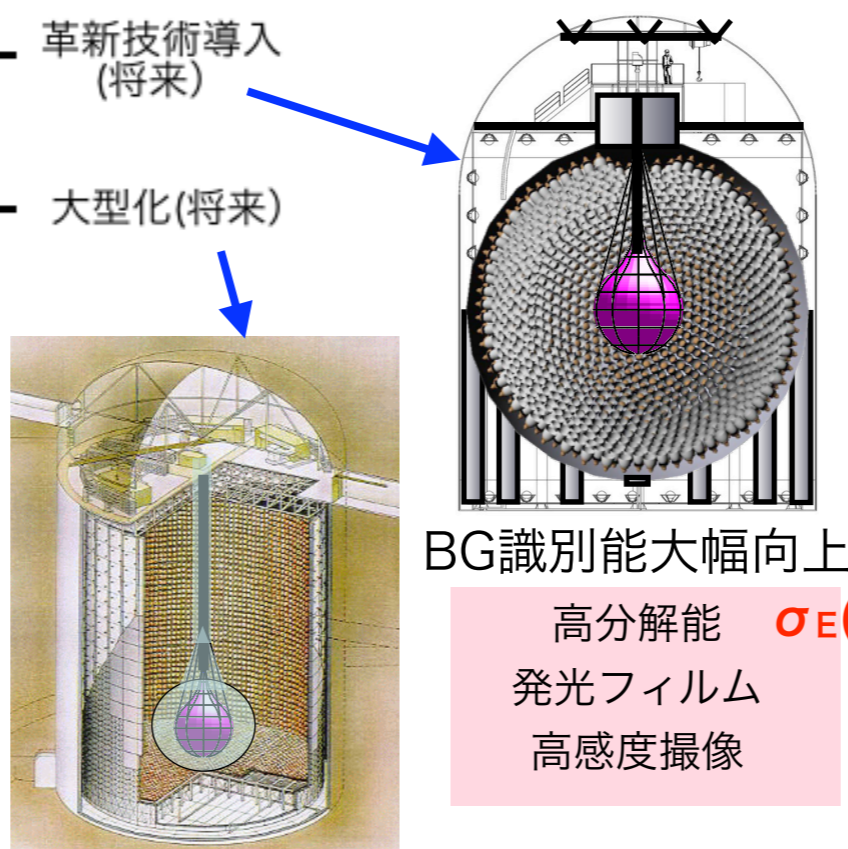 革新技術導入
(将来)
大型化(将来)
BG識別能大幅向上
高分解能 σE(
発光フィルム
高感度撮像